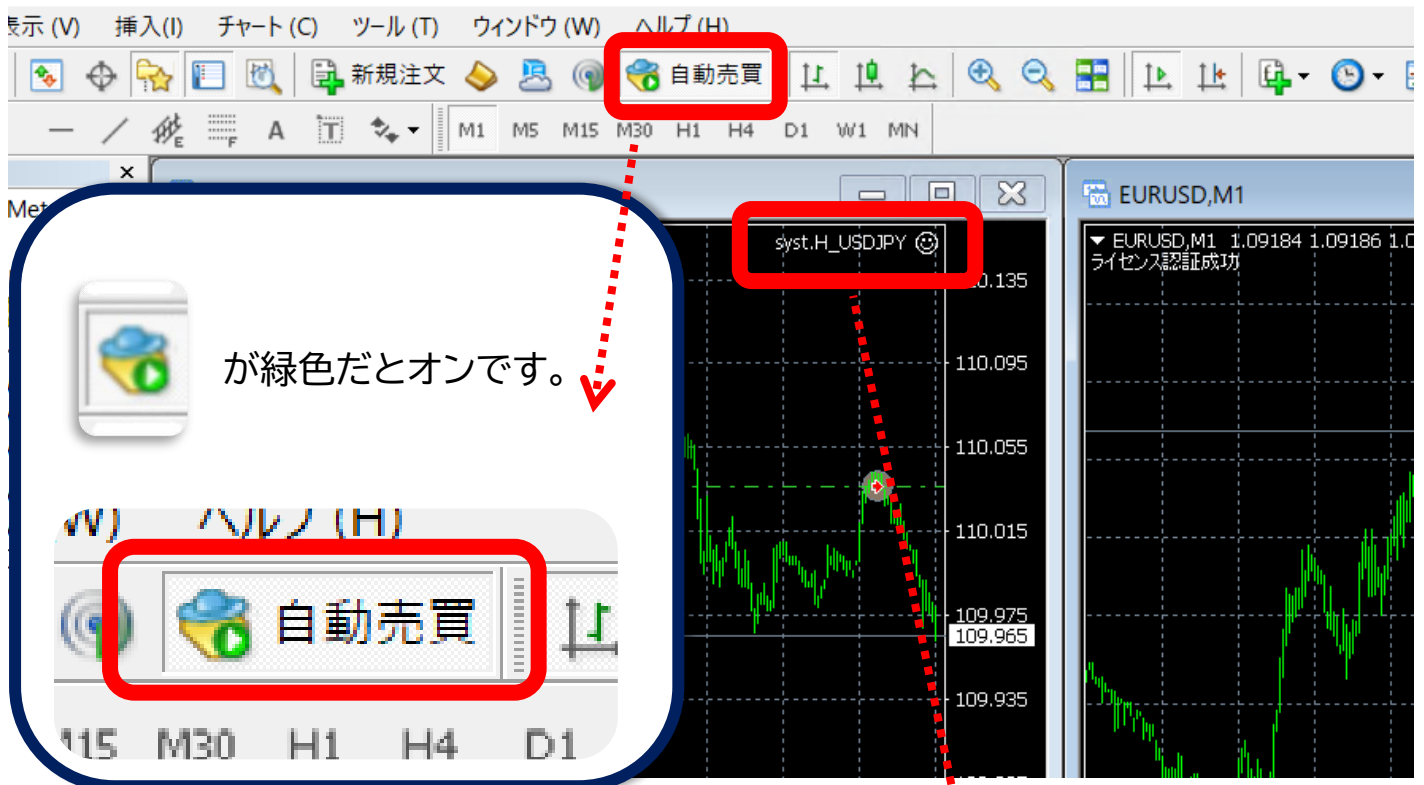 表示 (V) 挿入(I) チャート (C) ツール (T) ウィンドウ (W) ヘルプ (H)
新規注文 自動売買
E F A T M1 M5 M15 M30 H1 H4 D1 W1 MN
EURUSD,M1
syst.H_USDJPY
EURUSD,M1 1.09184 1.09186
ライセンス認証成功
110.095
110.055
110.015
109.975
109.965
109.935
が緑色だとオンです。
W) ヘルプ (H)
自動売買
M30 H1 H4 D1